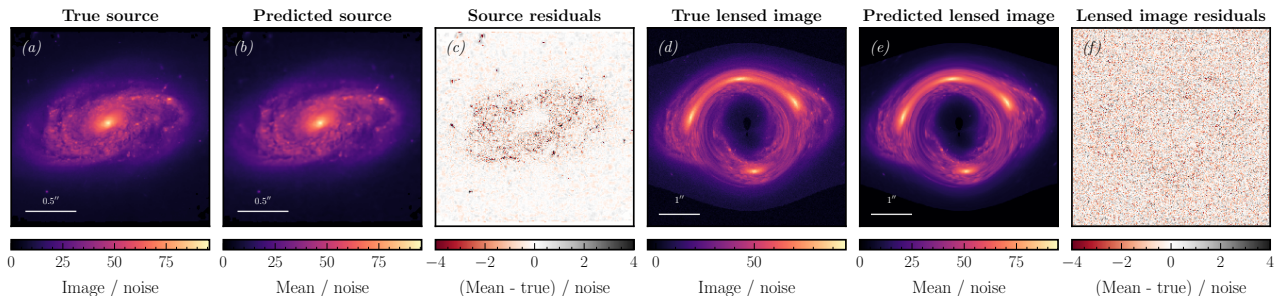 True source
Predicted source
Source residuals
True lensed image
Predicted lensed image
Lensed image residuals
(a)
(b)
(c)
(d)
(e)
(f)
0.5″
0.5″
1″
1″
0 25 50 75
0 25 50 75
−4 −2 0 2 4
0 50
0 25 50 75
−4 −2 0 2 4
Image / noise
Mean / noise
(Mean - true) / noise
Image / noise
Mean / noise
(Mean - true) / noise